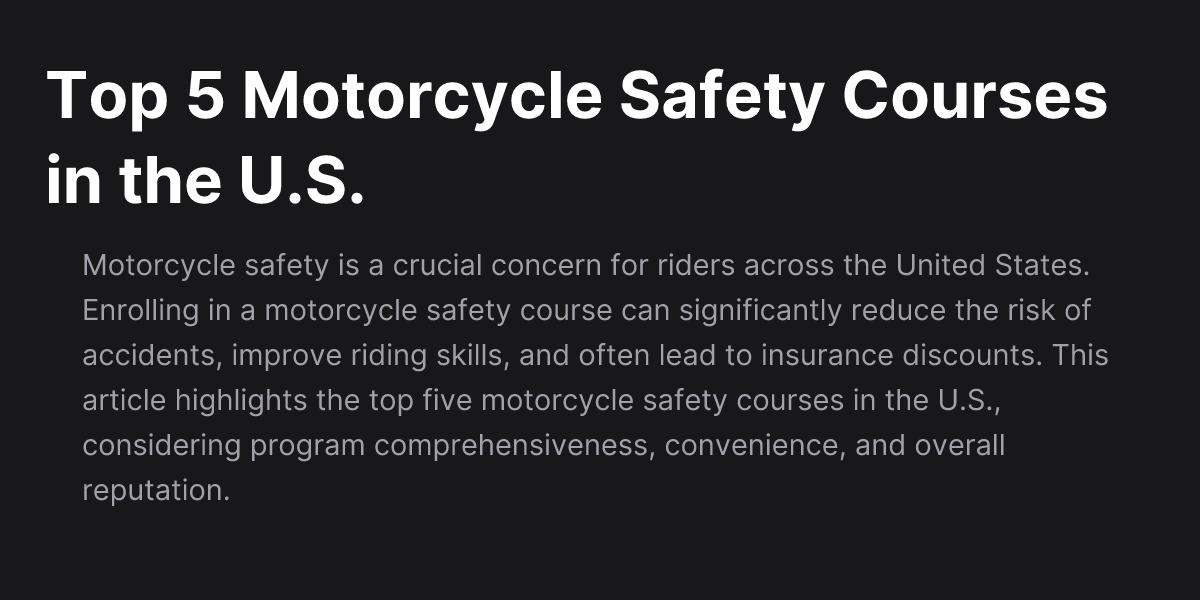 Top 5 Motorcycle Safety Courses
in the U.S.
Motorcycle safety is a crucial concern for riders across the United States.
Enrolling in a motorcycle safety course can significantly reduce the risk of
accidents, improve riding skills, and often lead to insurance discounts. This
article highlights the top five motorcycle safety courses in the U.S.,
considering program comprehensiveness, convenience, and overall
reputation.